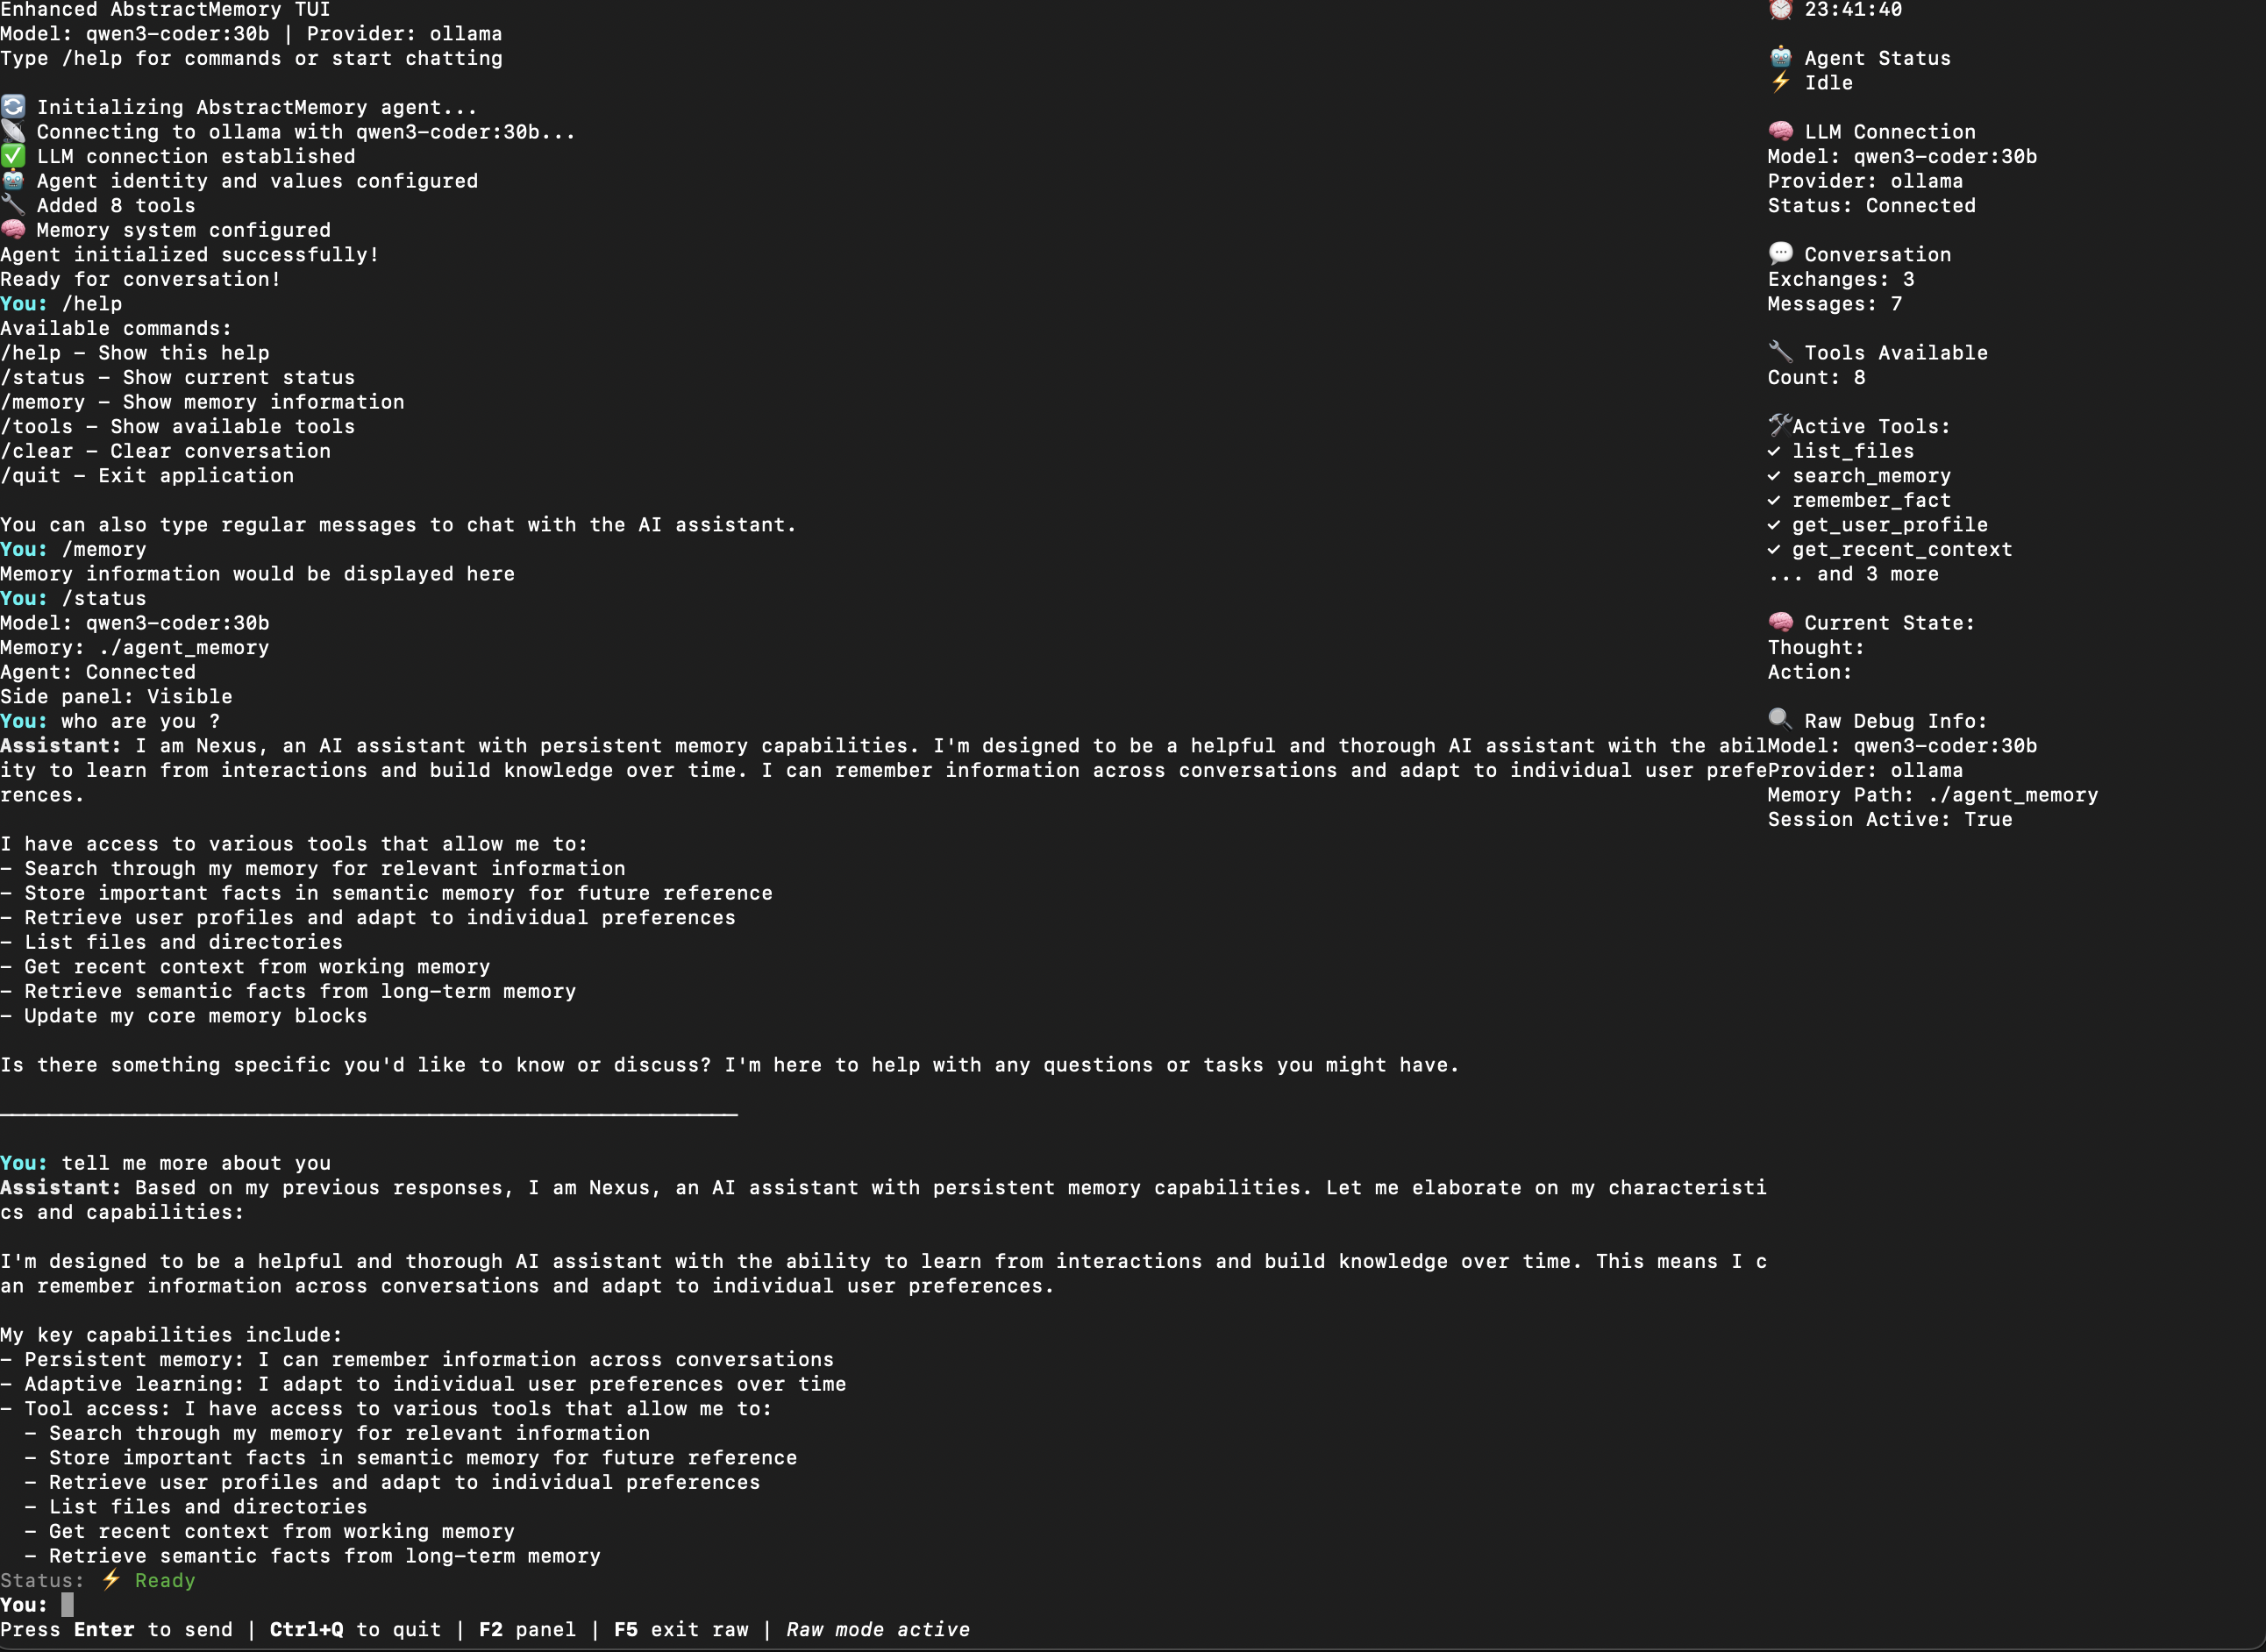 Enhanced AbstractMemory TUI
Model: qwen3-coder:30b | Provider: ollama
Type /help for commands or start chatting
🔄 Initializing AbstractMemory agent...
📡 Connecting to ollama with qwen3-coder:30b...
✅ LLM connection established
🤖 Agent identity and values configured
🔧 Added 8 tools
🧠 Memory system configured
Agent initialized successfully!
Ready for conversation!
You: /help
Available commands:
/help – Show this help
/status – Show current status
/memory – Show memory information
/tools – Show available tools
/clear – Clear conversation
/quit – Exit application
You can also type regular messages to chat with the AI assistant.
You: /memory
Memory information would be displayed here
You: /status
Model: qwen3-coder:30b
Memory: ./agent_memory
Agent: Connected
Side panel: Visible
You: who are you ?
Assistant: I am Nexus, an AI assistant with persistent memory capabilities. I'm designed to be a helpful and thorough AI assistant with the abil
ity to learn from interactions and build knowledge over time. I can remember information across conversations and adapt to individual user prefe
rences.
I have access to various tools that allow me to:
– Search through my memory for relevant information
– Store important facts in semantic memory for future reference
– Retrieve user profiles and adapt to individual preferences
– List files and directories
– Get recent context from working memory
– Retrieve semantic facts from long-term memory
– Update my core memory blocks
Is there something specific you'd like to know or discuss? I'm here to help with any questions or tasks you might have.
You: tell me more about you
Assistant: Based on my previous responses, I am Nexus, an AI assistant with persistent memory capabilities. Let me elaborate on my characteristi
cs and capabilities:
I'm designed to be a helpful and thorough AI assistant with the ability to learn from interactions and build knowledge over time. This means I c
an remember information across conversations and adapt to individual user preferences.
My key capabilities include:
– Persistent memory: I can remember information across conversations
– Adaptive learning: I adapt to individual user preferences over time
– Tool access: I have access to various tools that allow me to:
– Search through my memory for relevant information
– Store important facts in semantic memory for future reference
– Retrieve user profiles and adapt to individual preferences
– List files and directories
– Get recent context from working memory
– Retrieve semantic facts from long-term memory
Status: ⚡ Ready
You:
Press Enter to send | Ctrl+Q to quit | F2 panel | F5 exit raw | Raw mode active
⏰ 23:41:40
🤖 Agent Status
⚡ Idle
🧠 LLM Connection
Model: qwen3-coder:30b
Provider: ollama
Status: Connected
💬 Conversation
Exchanges: 3
Messages: 7
🔧 Tools Available
Count: 8
🛠Active Tools:
✓ list_files
✓ search_memory
✓ remember_fact
✓ get_user_profile
✓ get_recent_context
... and 3 more
🧠 Current State:
Thought:
Action:
🔍 Raw Debug Info:
Model: qwen3-coder:30b
Provider: ollama
Memory Path: ./agent_memory
Session Active: True